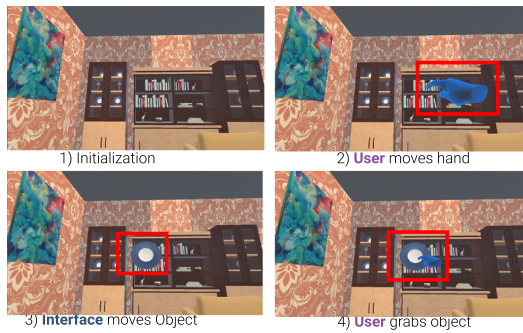 1) Initialization
2) User moves hand
3) Interface moves Object
4) User grabs object